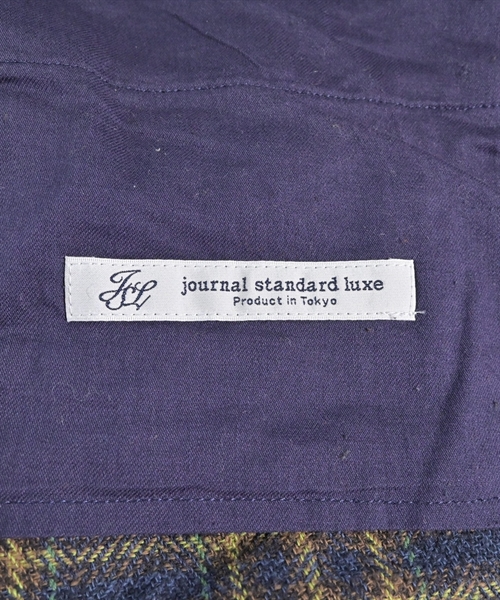 JSL
journal standard luxe
Product in Tokyo